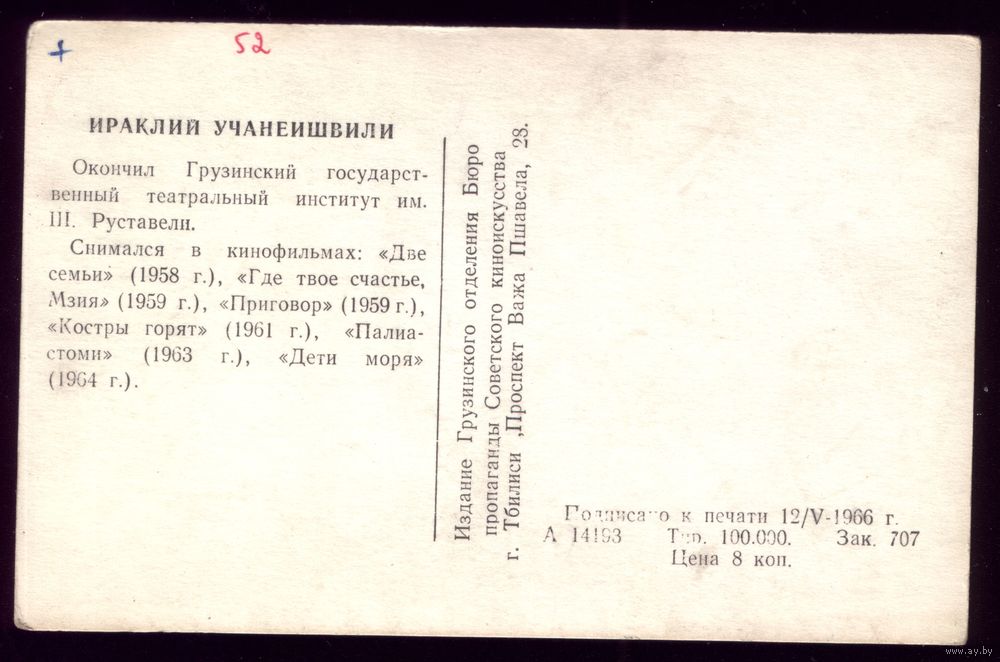 +
52
ИРАКЛИЙ УЧАНЕИШВИЛИ
Окончил Грузинский государст-
венный театральный институт им.
Ш. Руставели.
Снимался в кинофильмах: «Две
семьи» (1958 г.), «Где твое счастье,
Мзия» (1959 г.), «Приговор» (1959 г.),
«Костры горят» (1961 г.), «Палиа-
стоми» (1963 г.), «Дети моря»
(1964 г.).
Издание Грузинского отделения Бюро
пропаганды Советского киноискусства
г. Тбилиси ,Проспект Важа Пшавела, 28.
Подписано к печати 12/V-1966 г.
А 14193 Тир. 100.000. Зак. 707
Цена 8 коп.
www.ay.by